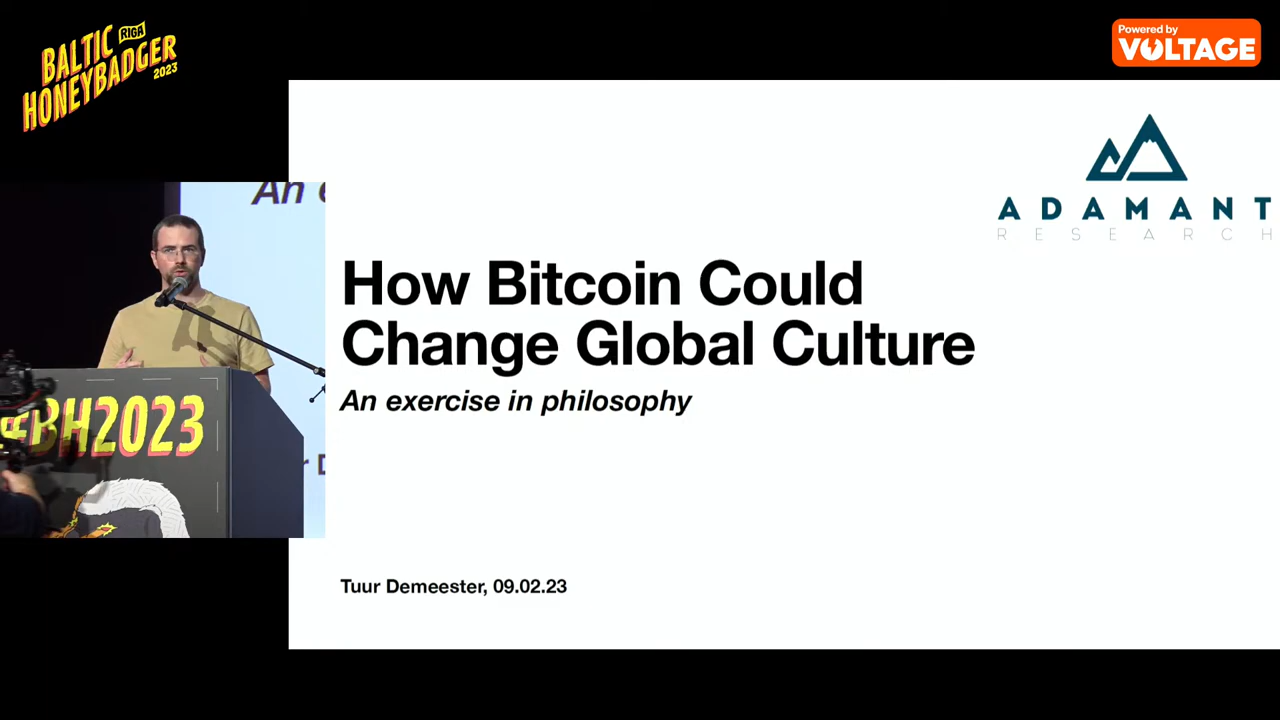 BALTIC RIGA
HONEYBADGER
2023
Powered by
VOLTAGE
ADAMANT
RESEARCH
An e
How Bitcoin Could
Change Global Culture
An exercise in philosophy
BH2023
Tuur Demeester, 09.02.23